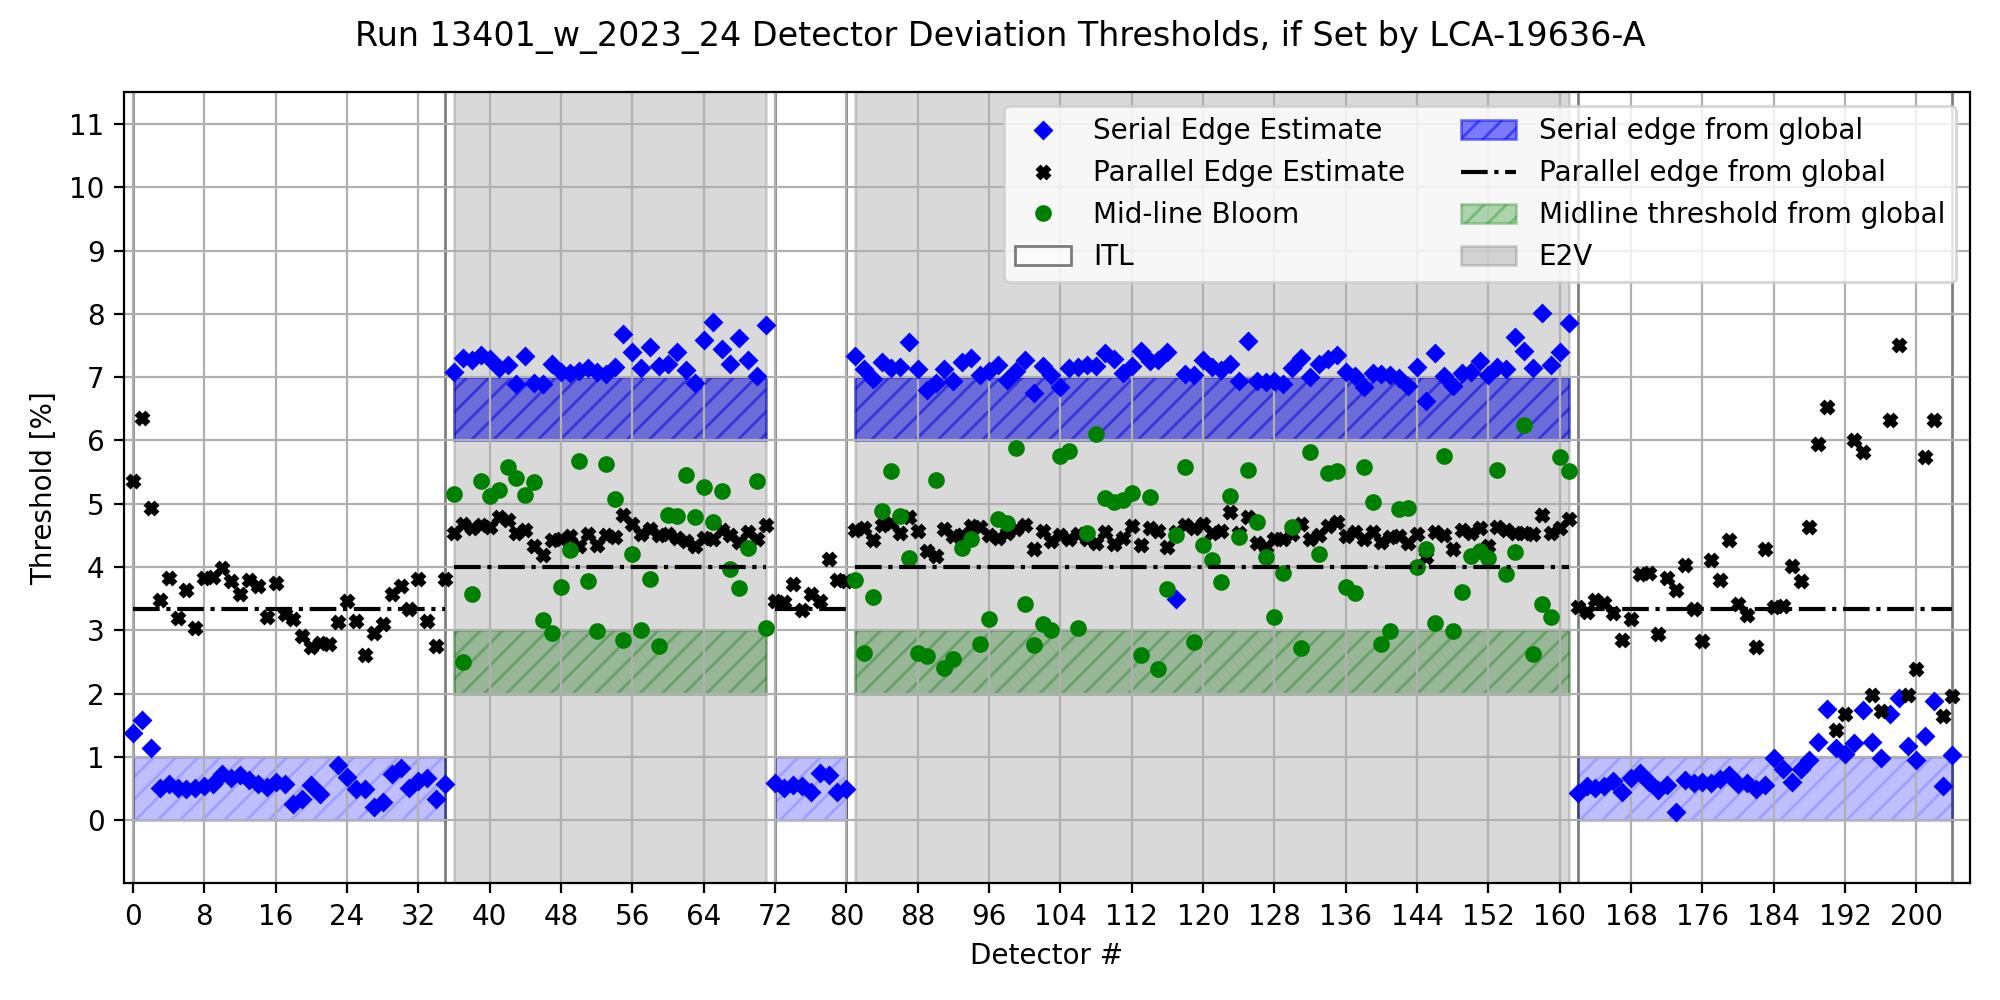 Run 13401_w_2023_24 Detector Deviation Thresholds, if Set by LCA-19636-A
Threshold [%]
11
10
9
8
7
6
5
4
3
2
1
0
Serial Edge Estimate
Parallel Edge Estimate
Mid-line Bloom
ITL
Serial edge from global
Parallel edge from global
Midline threshold from global
E2V
0 8 16 24 32 40 48 56 64 72 80 88 96 104 112 120 128 136 144 152 160 168 176 184 192 200
Detector #